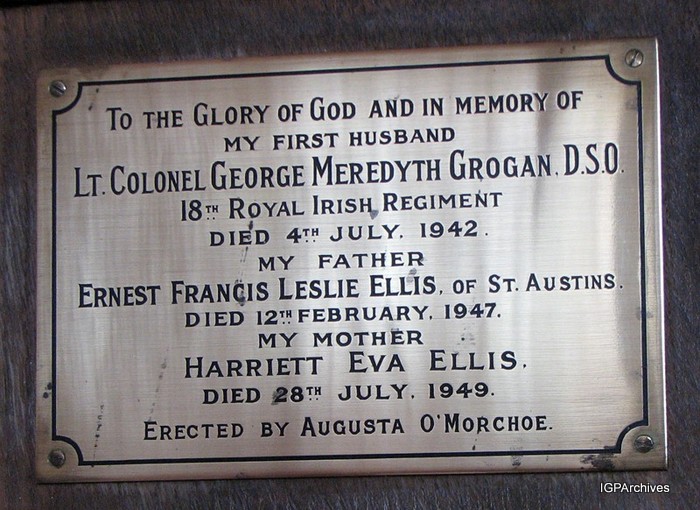 To the Glory of God and in memory of
my first husband
Lt. Colonel George Meredyth Grogan. D.S.O.
18th Royal Irish Regiment
died 4th July. 1942.
my father
Ernest Francis Leslie Ellis. of St. Austins.
died 12th February. 1947.
my mother
Harriett Eva Ellis.
died 28th July. 1949.
Erected by Augusta O'Morchoe.
IGPArchives